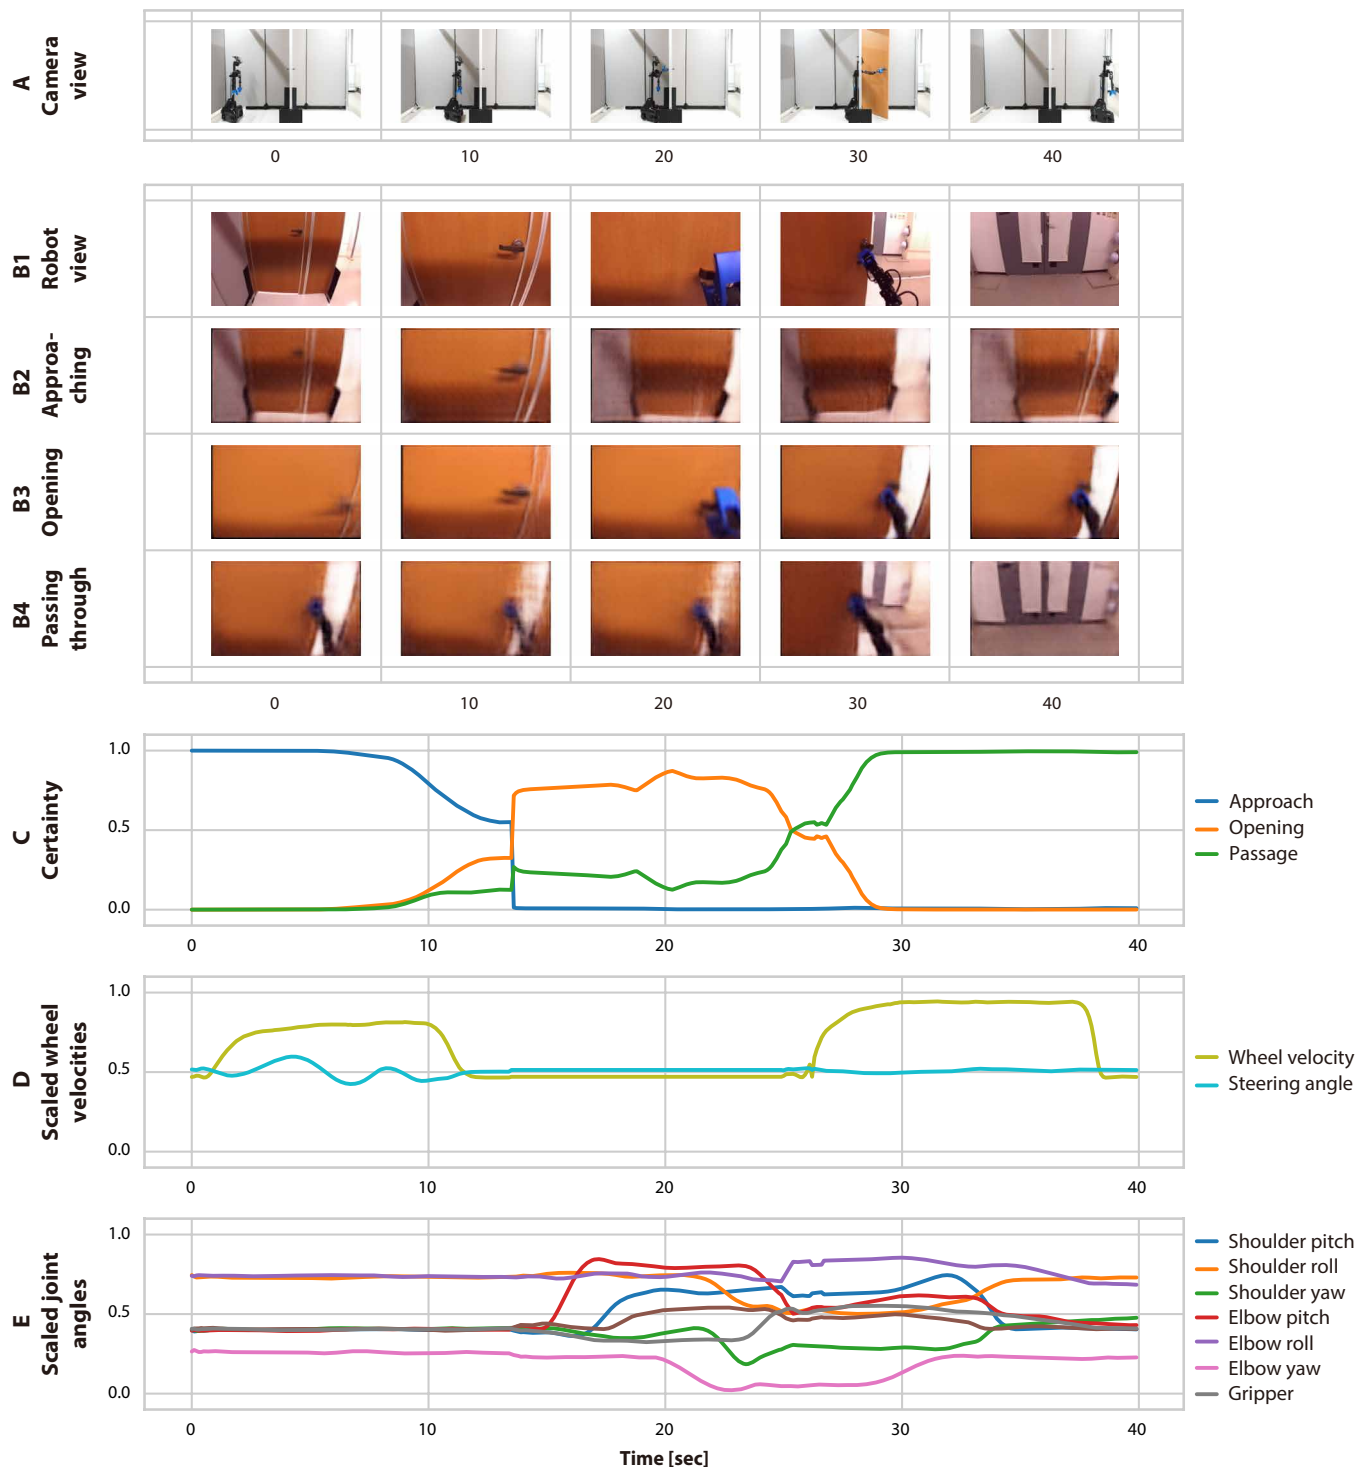 A
Camera
view
0
10
20
30
40
B1
Robot
view
B2
Approa-
ching
B3
Opening
B4
Passing
through
0
10
20
30
40
C
Certainty
1.0
0.5
0.0
0
10
20
30
40
Approach
Opening
Passage
D
Scaled wheel
velocities
1.0
0.5
0.0
0
10
20
30
40
Wheel velocity
Steering angle
E
Scaled joint
angles
1.0
0.5
0.0
0
10
20
30
40
Shoulder pitch
Shoulder roll
Shoulder yaw
Elbow pitch
Elbow roll
Elbow yaw
Gripper
Time [sec]